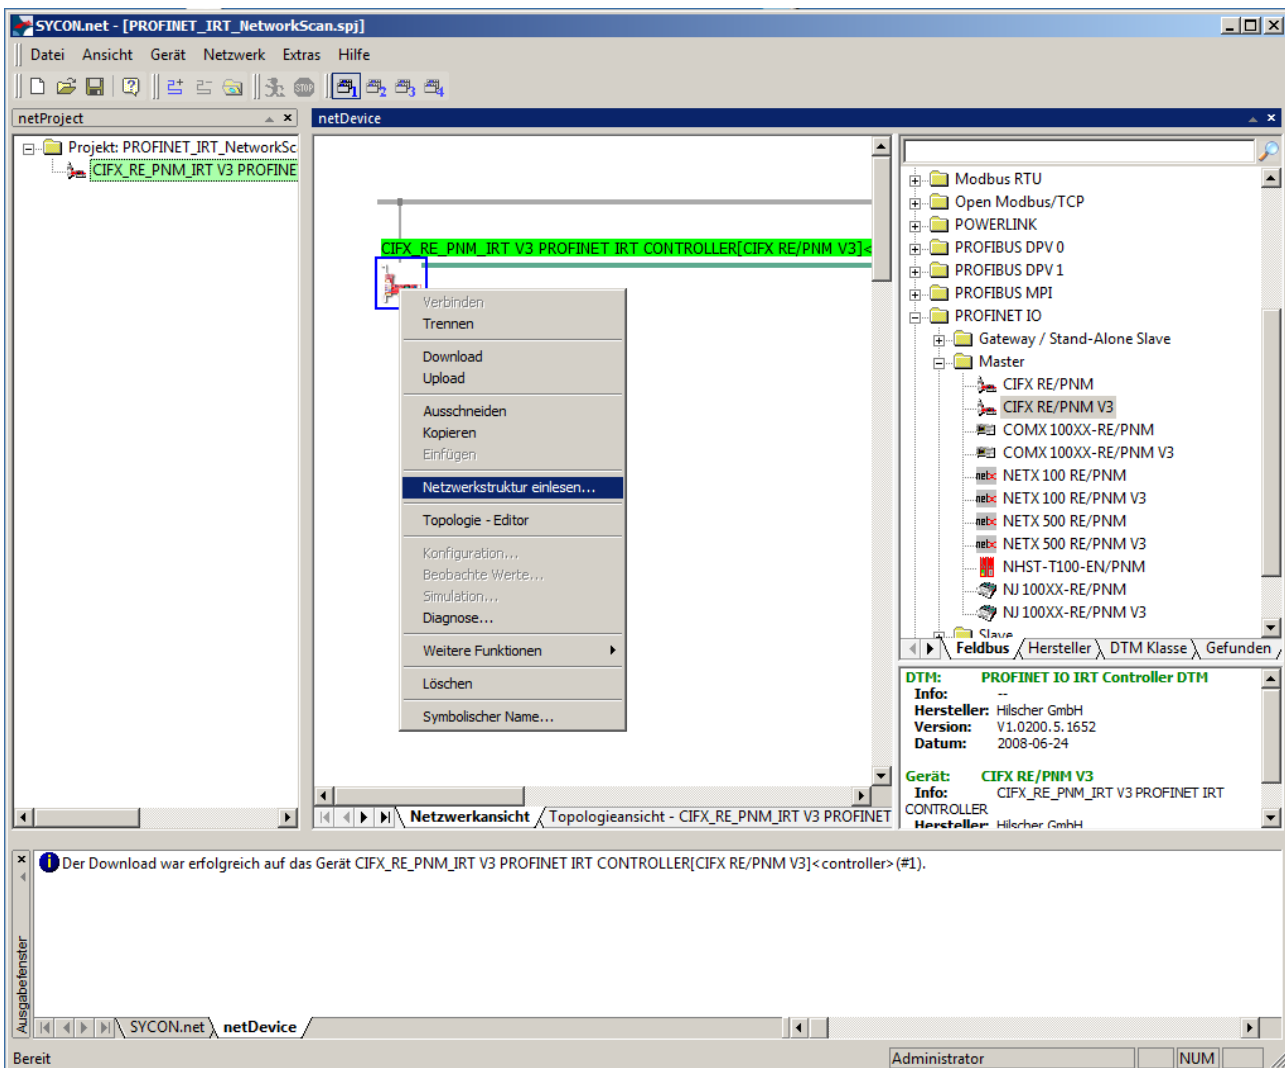 SYCON.net - [PROFINET_IRT_NetworkScan.spj]
Datei Ansicht Gerät Netzwerk Extras Hilfe
netProject
netDevice
Projekt: PROFINET_IRT_NetworkSc
CIFX_RE_PNM_IRT V3 PROFINE
CIFX_RE_PNM_IRT V3 PROFINET IRT CONTROLLER[CIFX RE/PNM V3]<
Verbinden
Trennen
Download
Upload
Ausschneiden
Kopieren
Einfügen
Netzwerkstruktur einlesen...
Topologie - Editor
Konfiguration...
Beobachte Werte...
Simulation...
Diagnose...
Weitere Funktionen
Löschen
Symbolischer Name...
Netzwerkansicht
Topologieansicht - CIFX_RE_PNM_IRT V3 PROFINET
Modbus RTU
Open Modbus/TCP
POWERLINK
PROFIBUS DPV0
PROFIBUS DPV1
PROFIBUS MPI
PROFINET IO
Gateway / Stand-Alone Slave
Master
CIFX RE/PNM
CIFX RE/PNM V3
COMX 100XX-RE/PNM
COMX 100XX-RE/PNM V3
netx NETX 100 RE/PNM
netx NETX 100 RE/PNM V3
netx NETX 500 RE/PNM
netx NETX 500 RE/PNM V3
NHST-T100-EN/PNM
NJ 100XX-RE/PNM
NJ 100XX-RE/PNM V3
Slave
Feldbus Hersteller DTM Klasse Gefunden
DTM: PROFINET IO IRT Controller DTM
Info: --
Hersteller: Hilscher GmbH
Version: V1.0200.5.1652
Datum: 2008-06-24
Gerät: CIFX RE/PNM V3
Info: CIFX_RE_PNM_IRT V3 PROFINET IRT
CONTROLLER
Hersteller: Hilscher GmbH
Der Download war erfolgreich auf das Gerät CIFX_RE_PNM_IRT V3 PROFINET IRT CONTROLLER[CIFX RE/PNM V3]<controller>(#1).
Ausgabefenster
SYCON.net netDevice
Bereit
Administrator
NUM